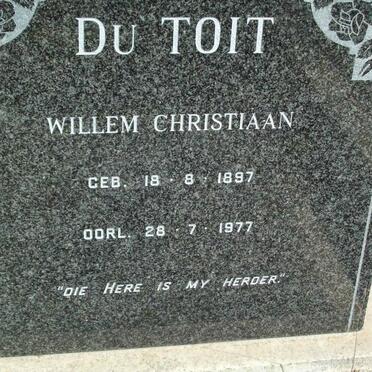 DU TOIT
WILLEM CHRISTIAAN
GEB. 18 · 8 · 1897
OORL. 28 · 7 · 1977
"DIE HERE IS MY HERDER."